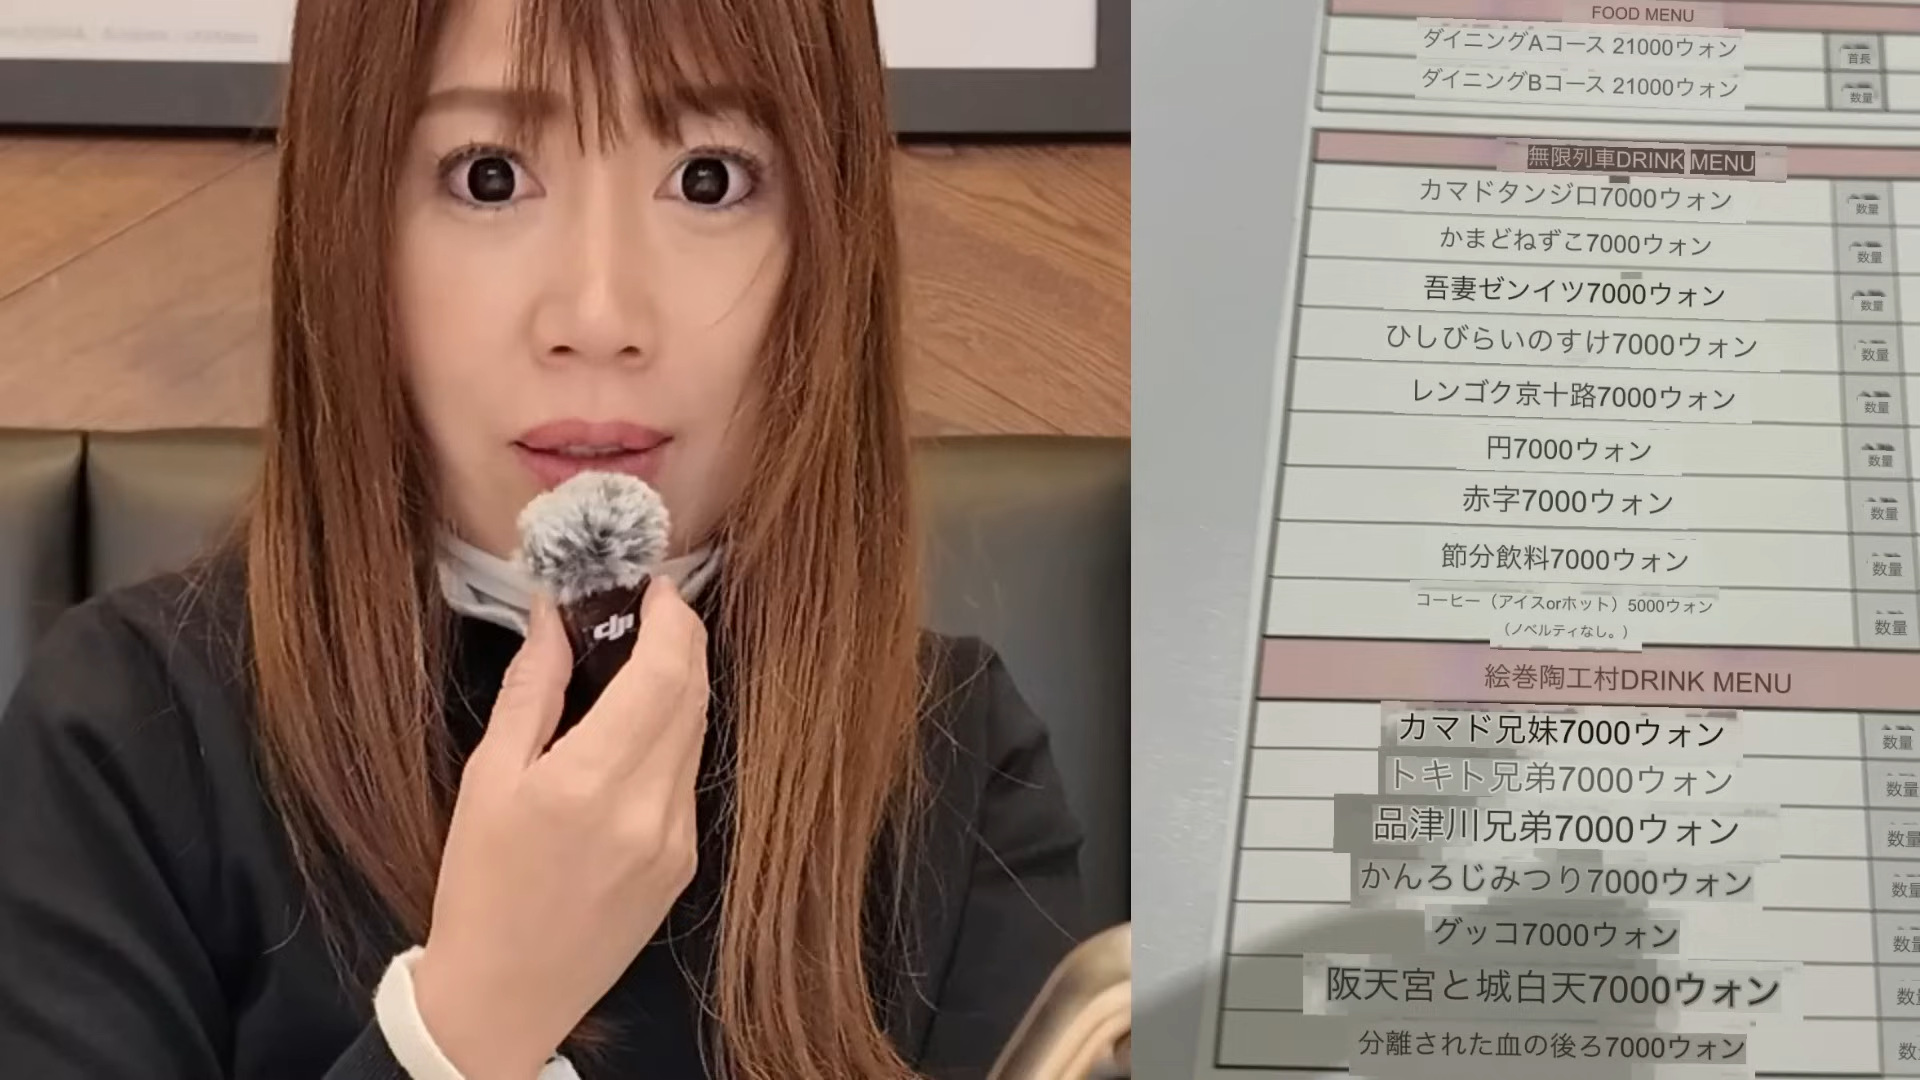 dji
FOOD MENU
ダイニングAコース 21000ウォン
首長
ダイニングBコース 21000ウォン
数量
無限列車DRINK MENU
カマドタンジロ7000ウォン
数量
かまどねずこ7000ウォン
数量
吾妻ゼンイツ7000ウォン
数量
ひしびらいのすけ7000ウォン
数量
レンゴク京十路7000ウォン
数量
円7000ウォン
数量
赤字7000ウォン
数量
節分飲料7000ウォン
数量
コーヒー（アイスorホット）5000ウォン
（ノベルティなし。）
数量
絵巻陶工村DRINK MENU
カマド兄妹7000ウォン
数量
トキト兄弟7000ウォン
数量
品津川兄弟7000ウォン
数量
かんろじみつり7000ウォン
数量
グッコ7000ウォン
数量
阪天宮と城白天7000ウォン
数量
分離された血の後ろ7000ウォン
数